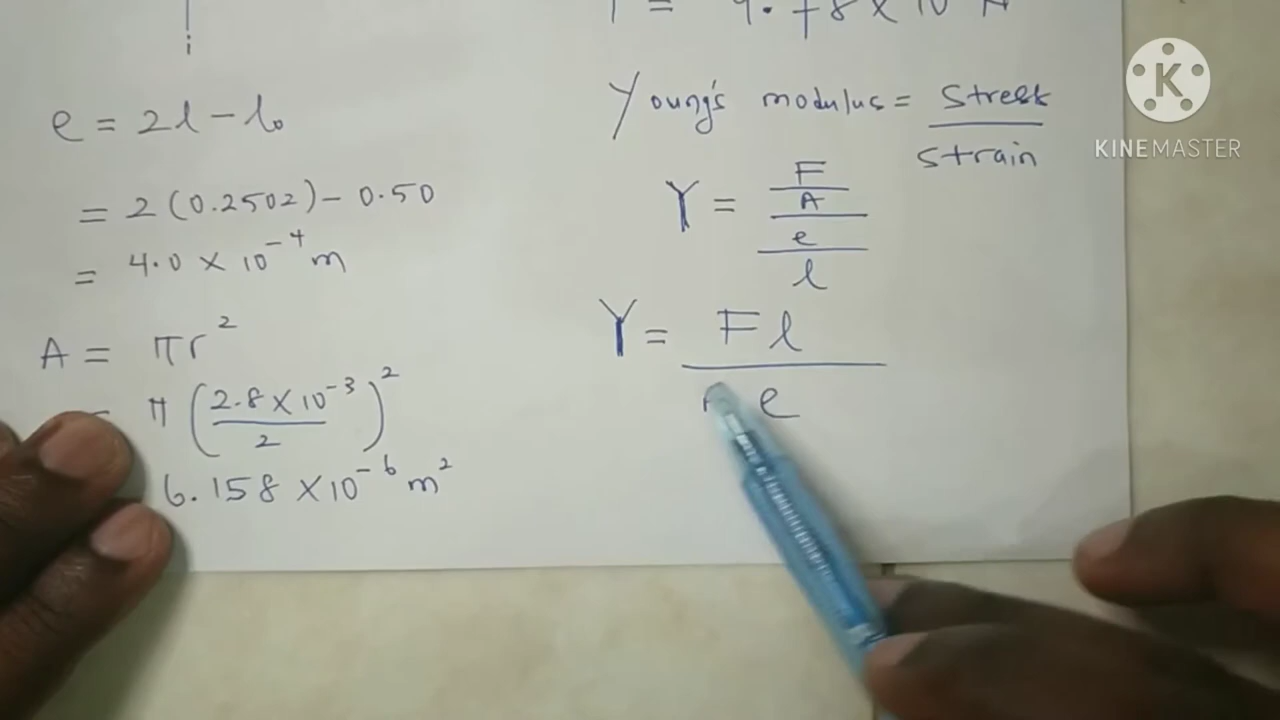 i
e = 2l - l₀
= 2(0.2502) - 0.50
= 4.0 × 10⁻⁴ m
A = πr²
π (2.8 × 10⁻³ / 2)²
6.158 × 10⁻⁶ m²
Young's modulus = stress / strain
Y = F/A / e/l
Y = Fl / e
K
KINEMASTER